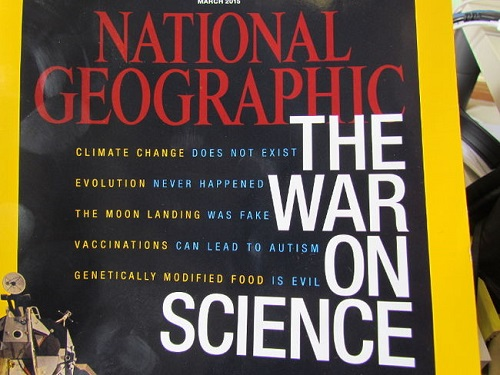 MARCH 2015
NATIONAL
GEOGRAPHIC
THE
CLIMATE CHANGE DOES NOT EXIST
EVOLUTION NEVER HAPPENED
WAR
THE MOON LANDING WAS FAKE
VACCINATIONS CAN LEAD TO AUTISM
ON
GENETICALLY MODIFIED FOOD IS EVIL
SCIENCE